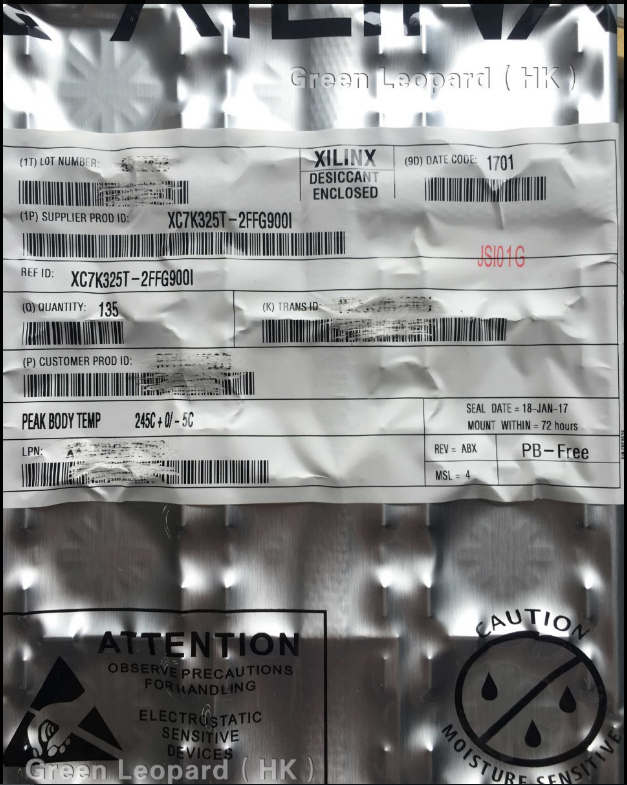 XILINX
Green Leopard ( HK )
(1T) LOT NUMBER:
XILINX
DESICCANT
ENCLOSED
(9D) DATE CODE: 1701
(1P) SUPPLIER PROD ID: XC7K325T-2FFG900I
JSI01G
REF ID: XC7K325T-2FFG900I
(Q) QUANTITY: 135
(K) TRANS ID:
(P) CUSTOMER PROD ID:
PEAK BODY TEMP 245C + 0/ - 5C
SEAL DATE = 18-JAN-17
MOUNT WITHIN = 72 hours
LPN: A
REV = ABX
PB-Free
MSL = 4
ATTENTION
OBSERVE PRECAUTIONS
FOR HANDLING
ELECTROSTATIC
SENSITIVE
DEVICES
CAUTION
MOISTURE SENSITIVE
Green Leopard ( HK )